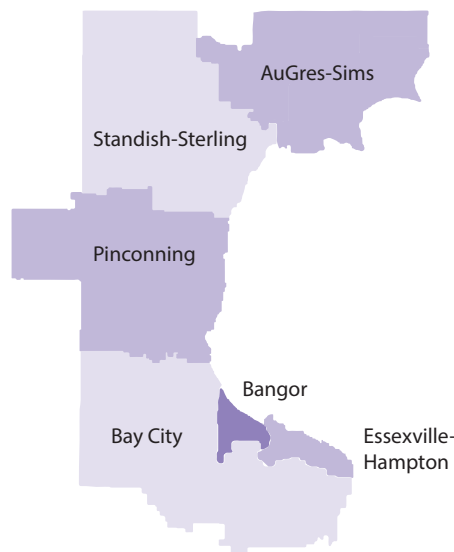 AuGres-Sims
Standish-Sterling
Pinconning
Bangor
Bay City
Essexville-
Hampton